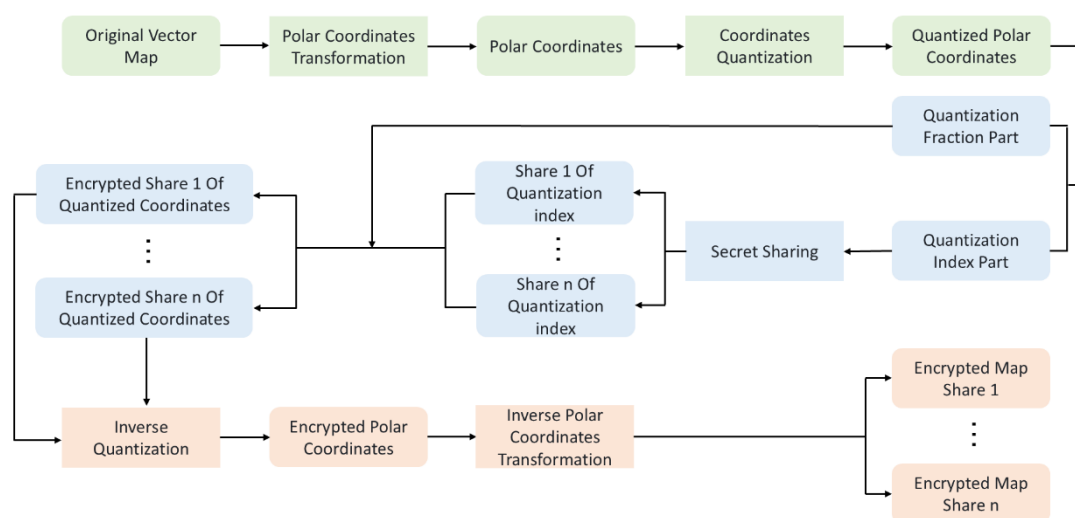 Original Vector
Map
Polar Coordinates
Transformation
Polar Coordinates
Coordinates
Quantization
Quantized Polar
Coordinates
Quantization
Fraction Part
Encrypted Share 1 Of
Quantized Coordinates
Share 1 Of
Quantization
index
Secret Sharing
Quantization
Index Part
Encrypted Share n Of
Quantized Coordinates
Share n Of
Quantization
index
Encrypted Map
Share 1
Inverse
Quantization
Encrypted Polar
Coordinates
Inverse Polar
Coordinates
Transformation
Encrypted Map
Share n